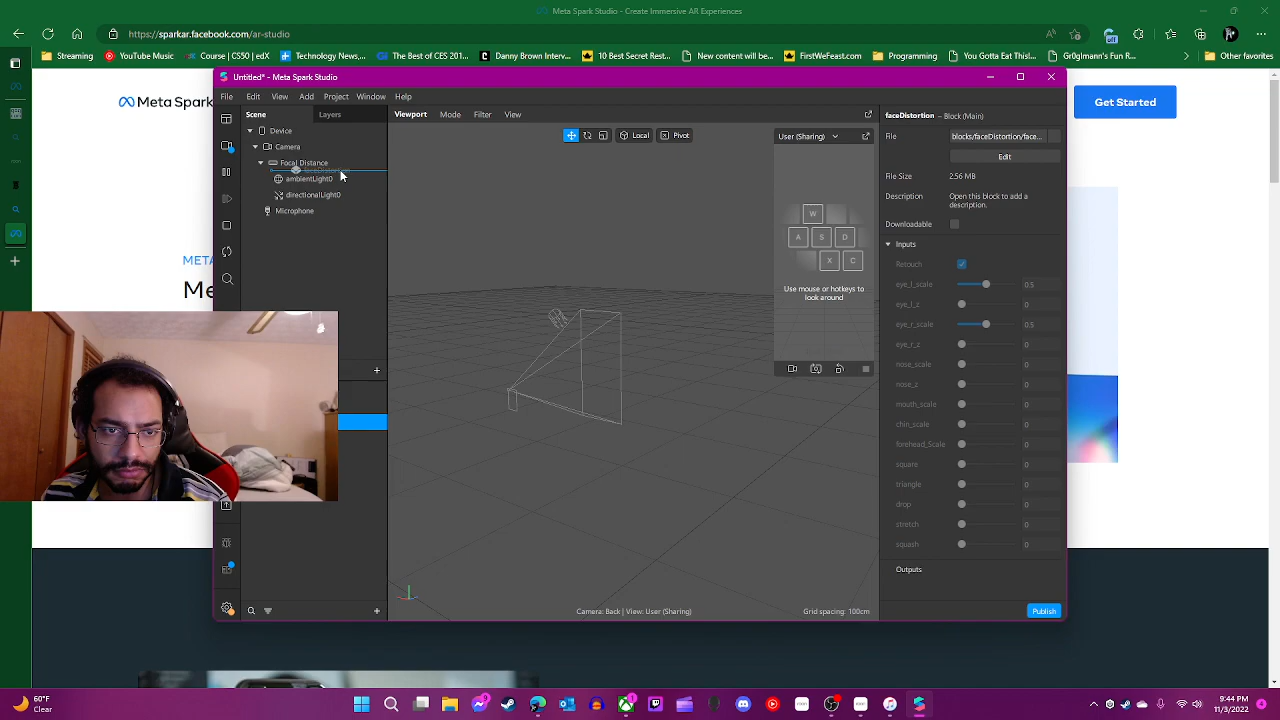 Meta Spark Studio - Create Immersive AR Experiences
https://sparkar.facebook.com/ar-studio
Streaming
YouTube
Technology News,...
Course | CS50 | edX
The Best of CES 201...
Danny Brown Interv...
10 Best Secret Rest...
New content will be...
FirstWeFeast.com
Programming
You Gotta Eat This!...
Grüglmann's Fun R...
Other favorites
Meta Spark
Get Started
META
Me
Untitled* - Meta Spark Studio
File Edit View Add Project Window Help
Scene
Layers
Device
Camera
Focal Distance
ambientLight0
directionalLight0
Microphone
Viewport Mode Filter View
Local
Pivot
User (Sharing)
W
A S D
X C
Use mouse or hotkeys to
look around
Camera: Back | View: User (Sharing)
Grid spacing: 100cm
faceDistortion – Block (Main)
File blocks/faceDistortion/face...
Edit
File Size 2.56 MB
Description Open this block to add a
description.
Downloadable
Inputs
Retouch
eye_l_scale 0.5
eye_l_z 0
eye_r_scale 0.5
eye_r_z 0
nose_scale 0
nose_z 0
mouth_scale 0
chin_scale 0
forehead_Scale 0
square 0
triangle 0
drop 0
stretch 0
squash 0
Outputs
Publish
60°F
Clear
9:44 PM
11/3/2022